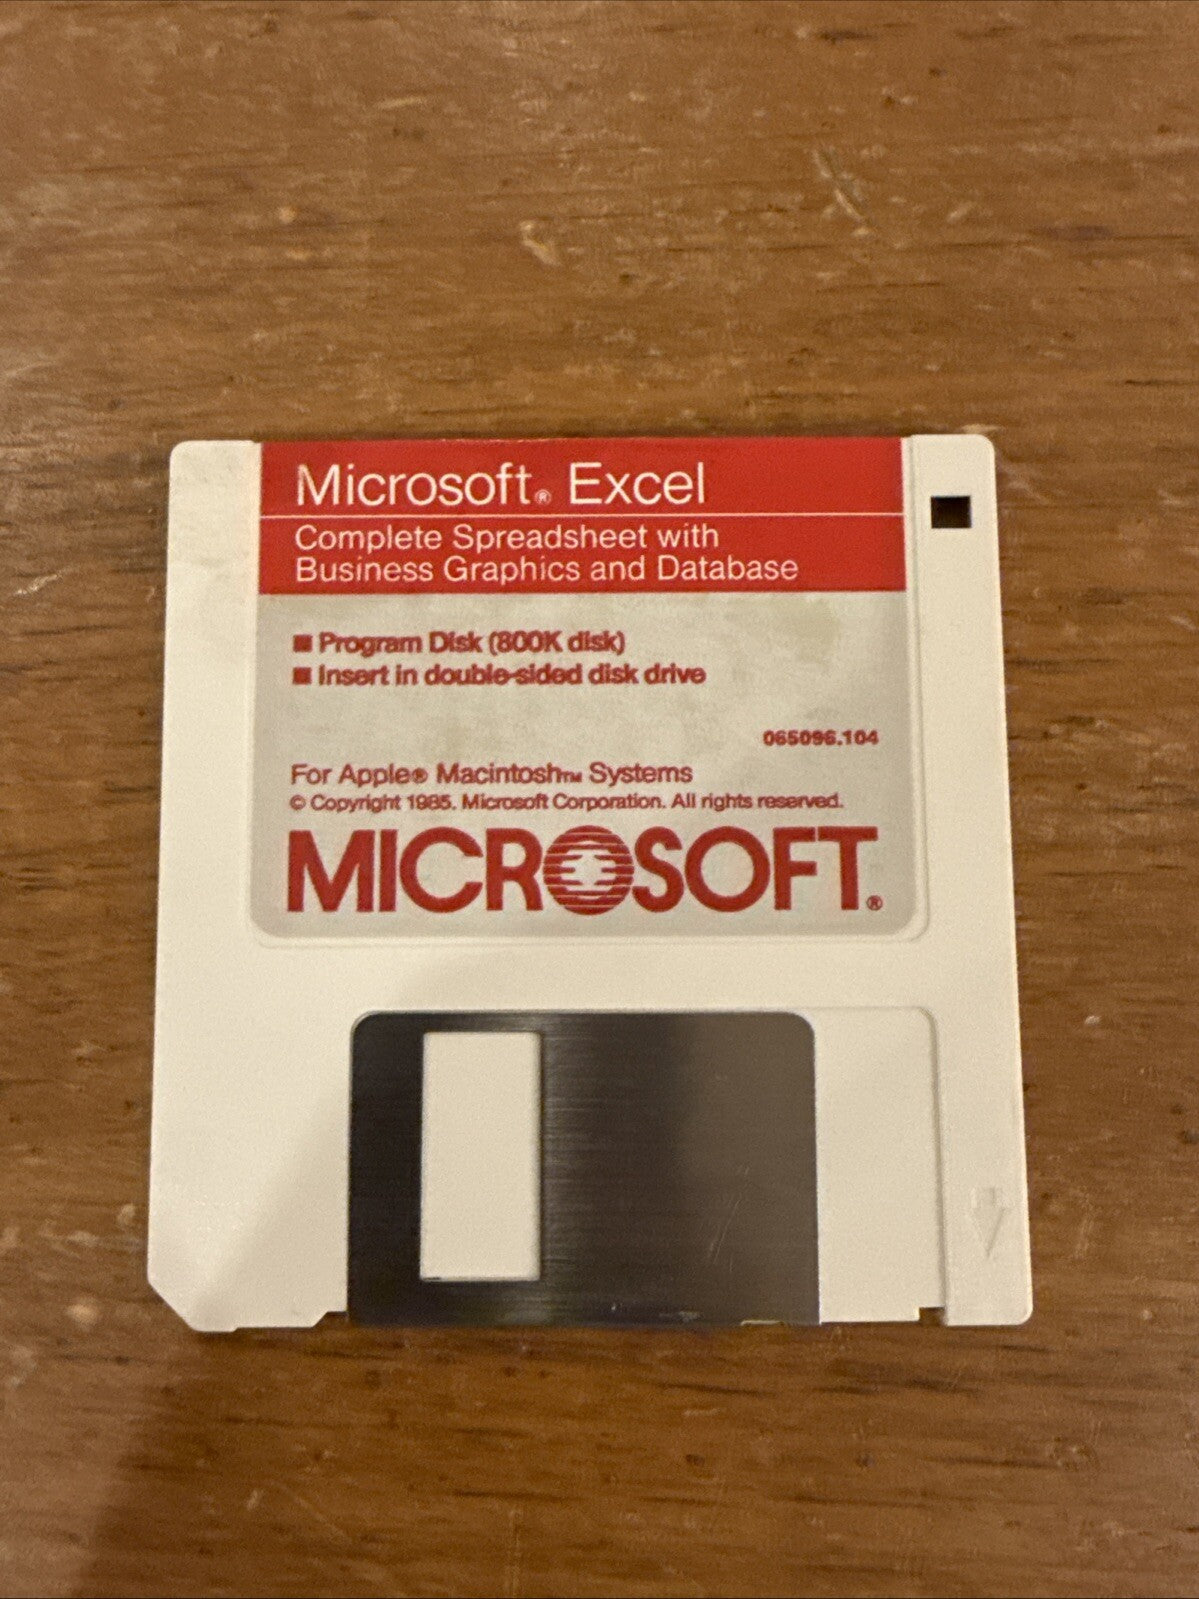 Microsoft® Excel
Complete Spreadsheet with
Business Graphics and Database
■ Program Disk (800K disk)
■ Insert in double-sided disk drive
065096.104
For Apple® Macintosh™ Systems
© Copyright 1985. Microsoft Corporation. All rights reserved.
MICROSOFT®